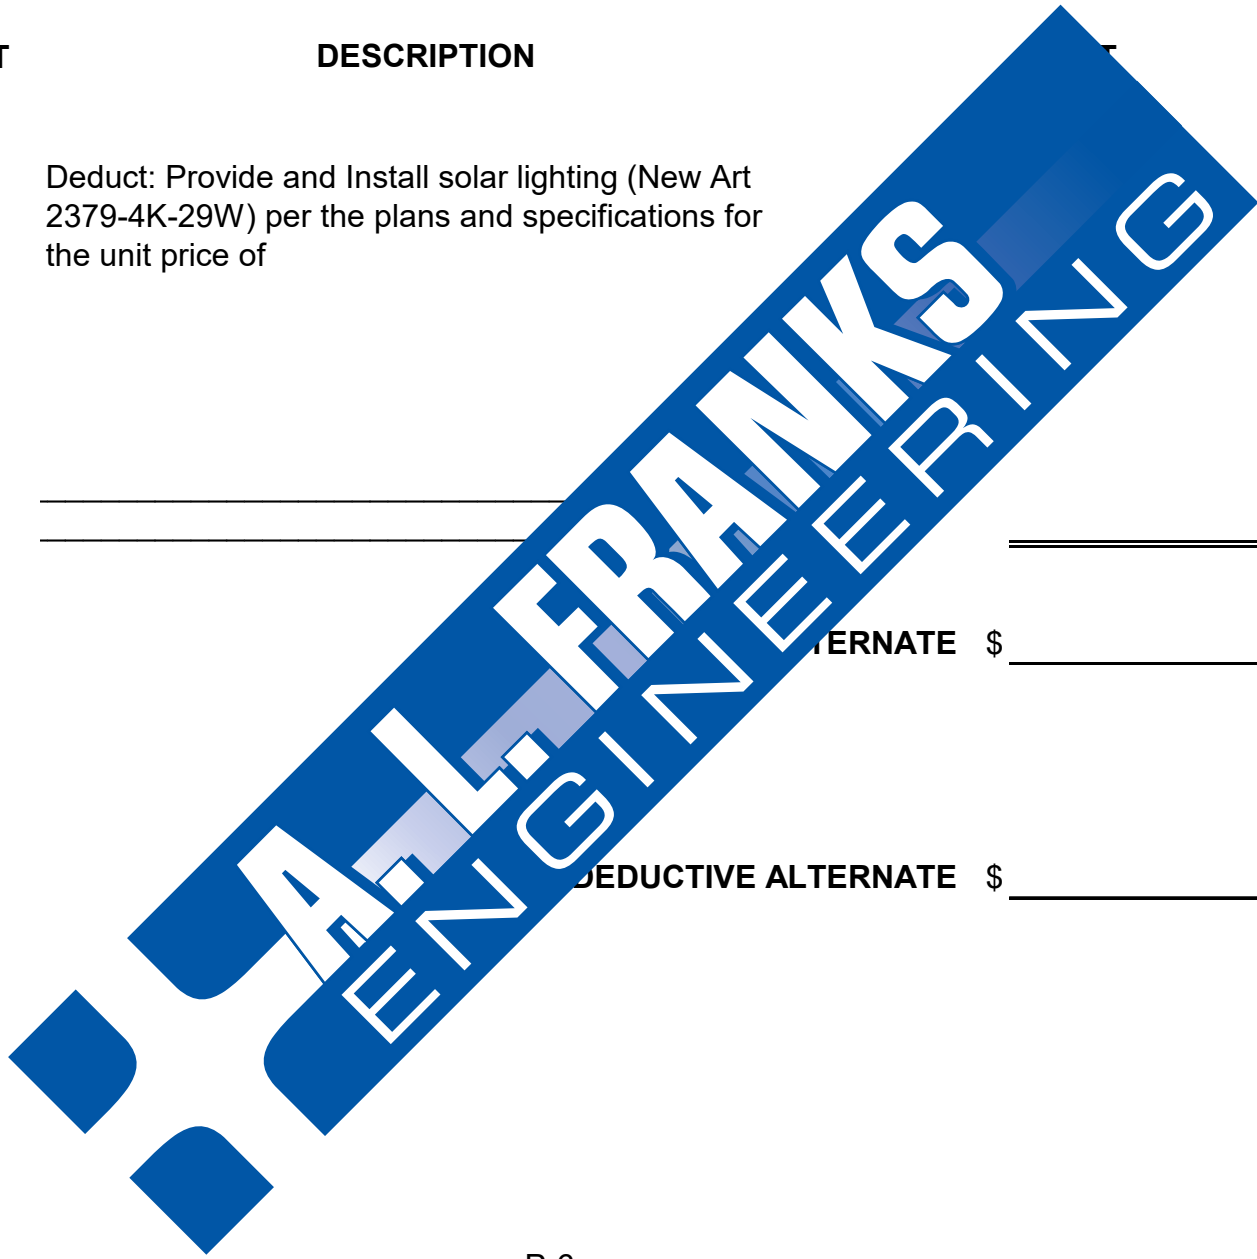 T DESCRIPTION T
Deduct: Provide and Install solar lighting (New Art
2379-4K-29W) per the plans and specifications for
the unit price of
A.L. FRANKS
ENGINEERING
TERNATE $
DEDUCTIVE ALTERNATE $